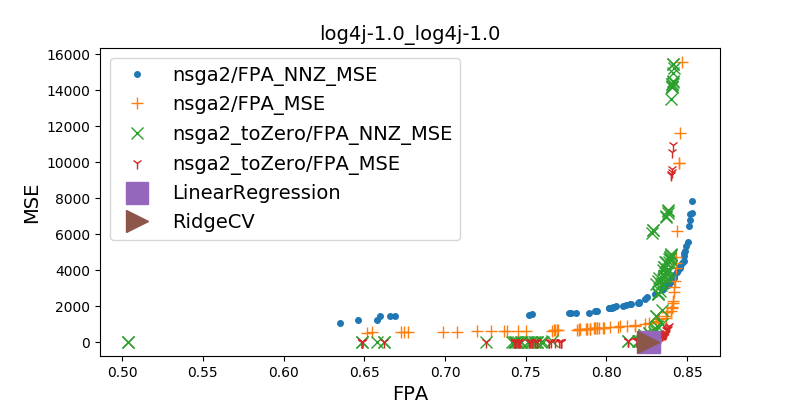 log4j-1.0_log4j-1.0
MSE
16000
14000
12000
10000
8000
6000
4000
2000
0
nsga2/FPA_NNZ_MSE
nsga2/FPA_MSE
nsga2_toZero/FPA_NNZ_MSE
nsga2_toZero/FPA_MSE
LinearRegression
RidgeCV
0.50 0.55 0.60 0.65 0.70 0.75 0.80 0.85
FPA